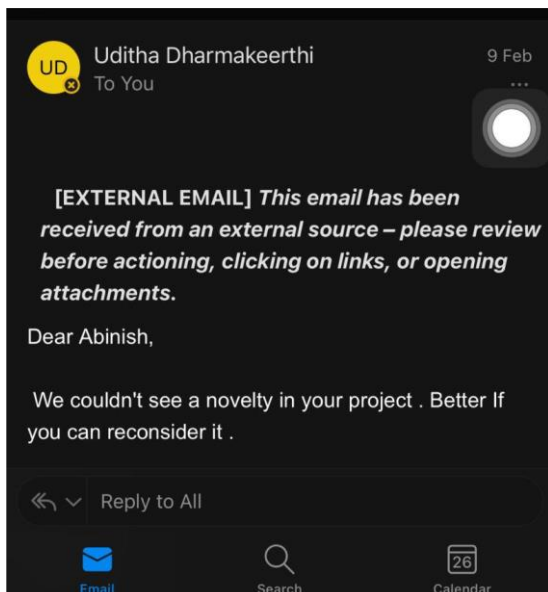 UD
Uditha Dharmakeerthi
9 Feb
To You
...
[EXTERNAL EMAIL] This email has been
received from an external source – please review
before actioning, clicking on links, or opening
attachments.
Dear Abinish,
We couldn't see a novelty in your project . Better If
you can reconsider it .
Reply to All
26
Email
Search
Calendar